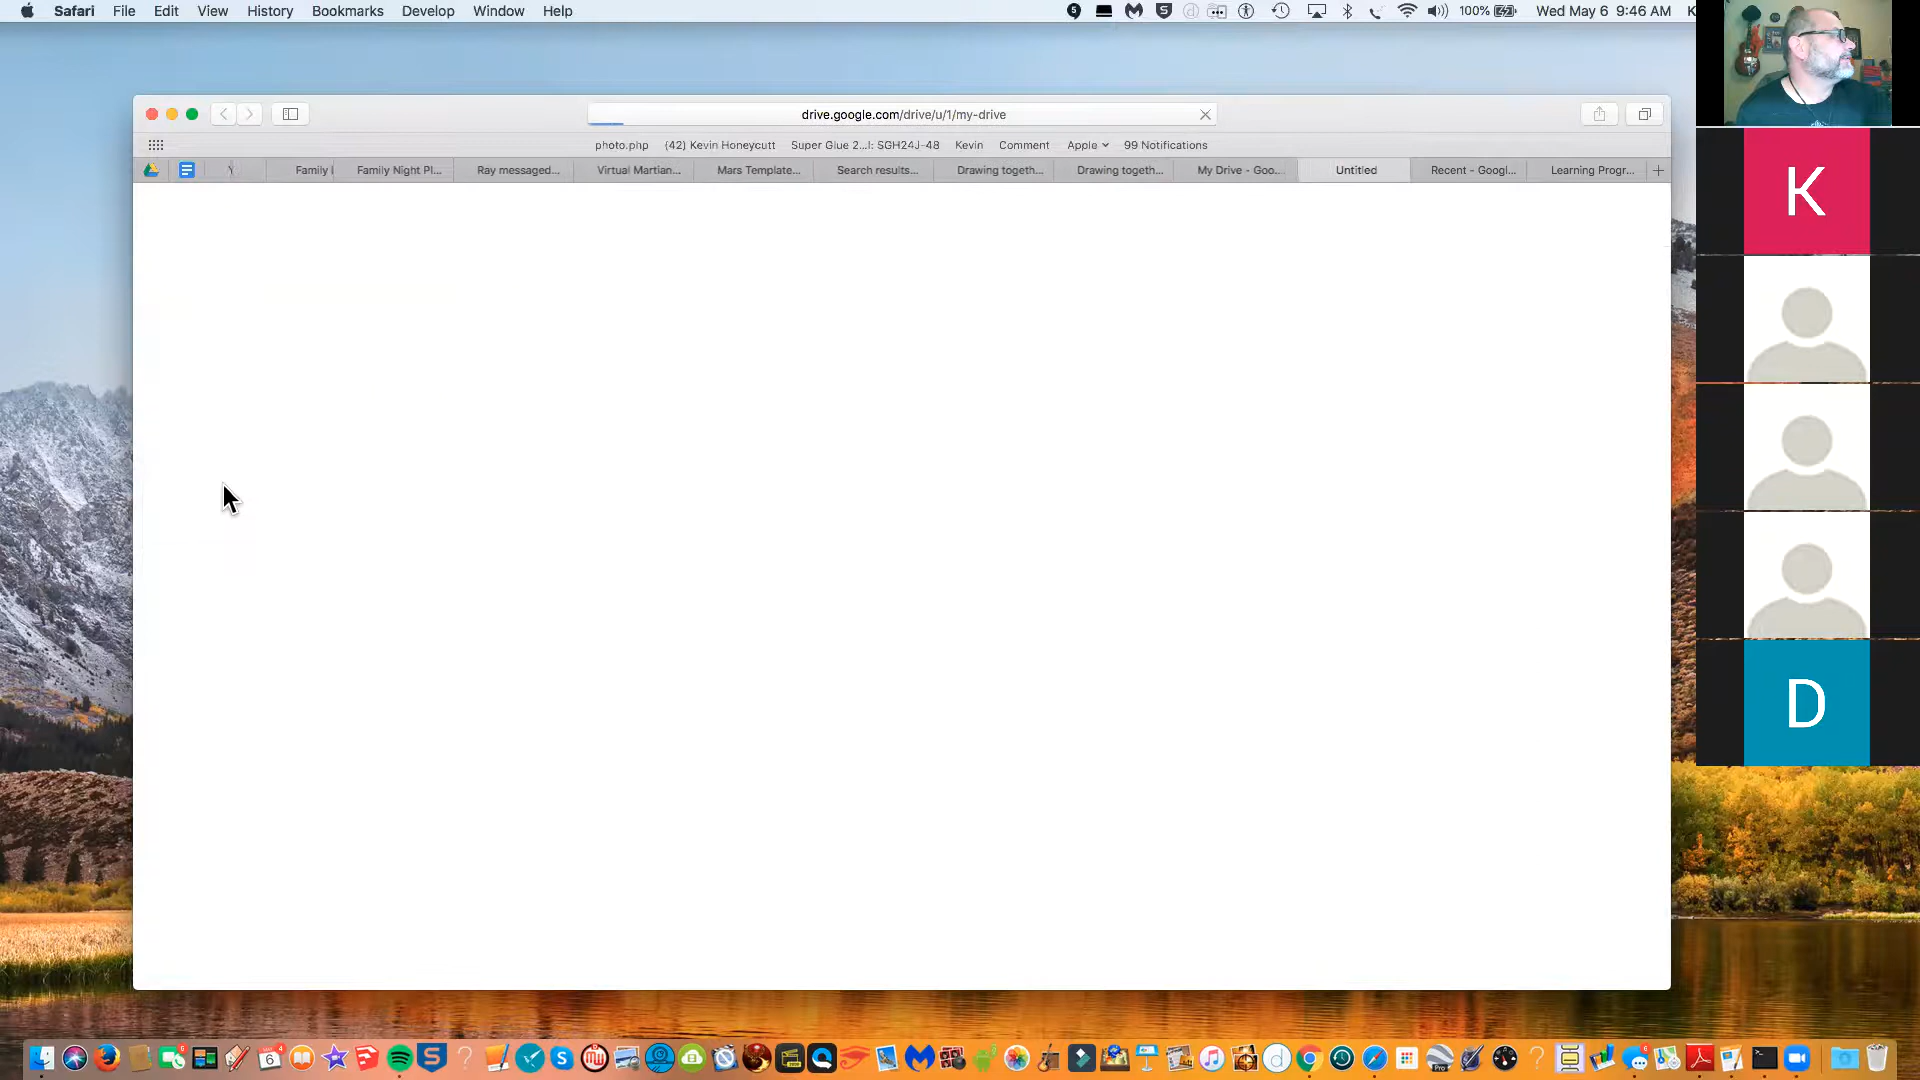 Safari File Edit View History Bookmarks Develop Window Help 100% Wed May 6 9:46 AM K
drive.google.com/drive/u/1/my-drive
photo.php (42) Kevin Honeycutt Super Glue 2...l: SGH24J-48 Kevin Comment Apple 99 Notifications
Family Family Night Pl... Ray messaged... Virtual Martian... Mars Template... Search results... Drawing togeth... Drawing togeth... My Drive - Goo... Untitled Recent - Googl... Learning Progr...
K
D